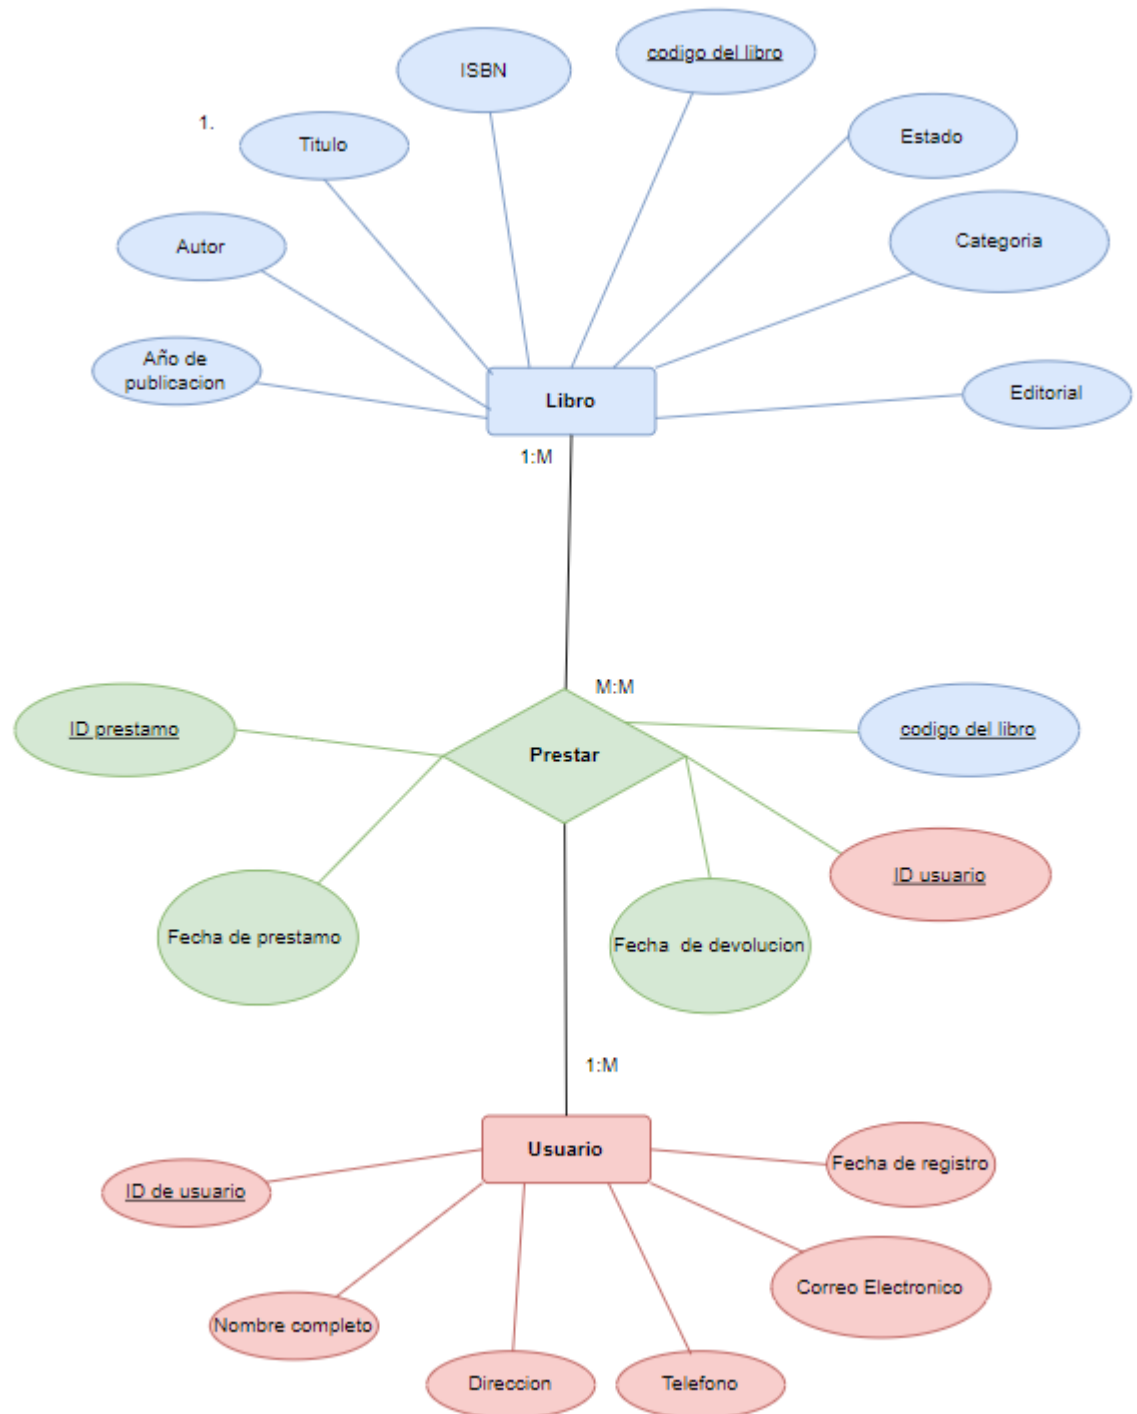 codigo del libro
ISBN
1.
Titulo
Estado
Categoria
Autor
Año de
publicacion
Editorial
Libro
1:M
M:M
ID prestamo
codigo del libro
Prestar
ID usuario
Fecha de prestamo
Fecha  de devolucion
1:M
Usuario
Fecha de registro
ID de usuario
Correo Electronico
Nombre completo
Direccion
Telefono